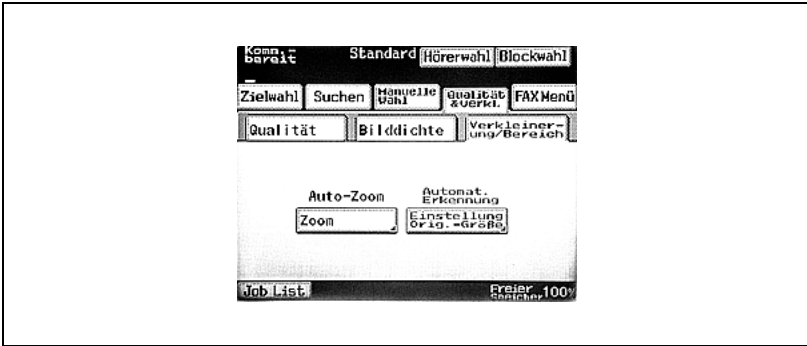 Komm.- bereit Standard Hörerwahl Blockwahl
Zielwahl Suchen Manuelle Wahl Qualität &Verkl. FAX Menü
Qualität Bilddichte Verkleiner- ung/Bereich
Auto-Zoom Automat. Erkennung
Zoom Einstellung Orig.-Größe
Job List Freier Speicher 100%